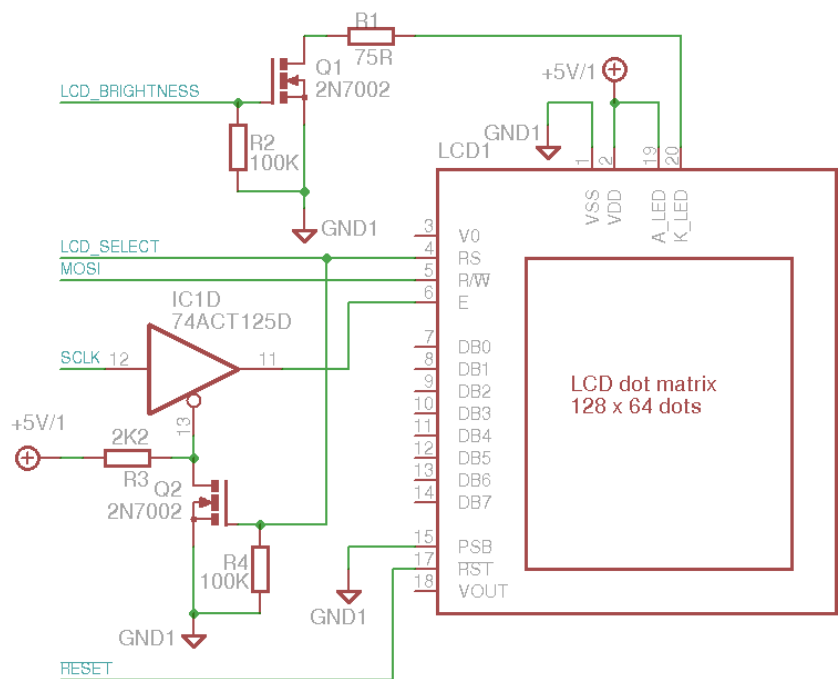 R1
75R
Q1
2N7002
+5V/1
LCD_BRIGHTNESS
GND1
R2
100K
LCD1
1
2
19
20
VSS
VDD
A_LED
K_LED
GND1
3
V0
LCD_SELECT
4
RS
MOSI
5
R/W̅
6
E
IC1D
74ACT125D
SCLK
12
11
7
DB0
8
DB1
9
DB2
10
DB3
11
DB4
12
DB5
13
DB6
14
DB7
LCD dot matrix
128 x 64 dots
13
+5V/1
2K2
R3
Q2
2N7002
R4
100K
15
PSB
17
R̅S̅T̅
18
VOUT
GND1
GND1
R̅E̅S̅E̅T̅